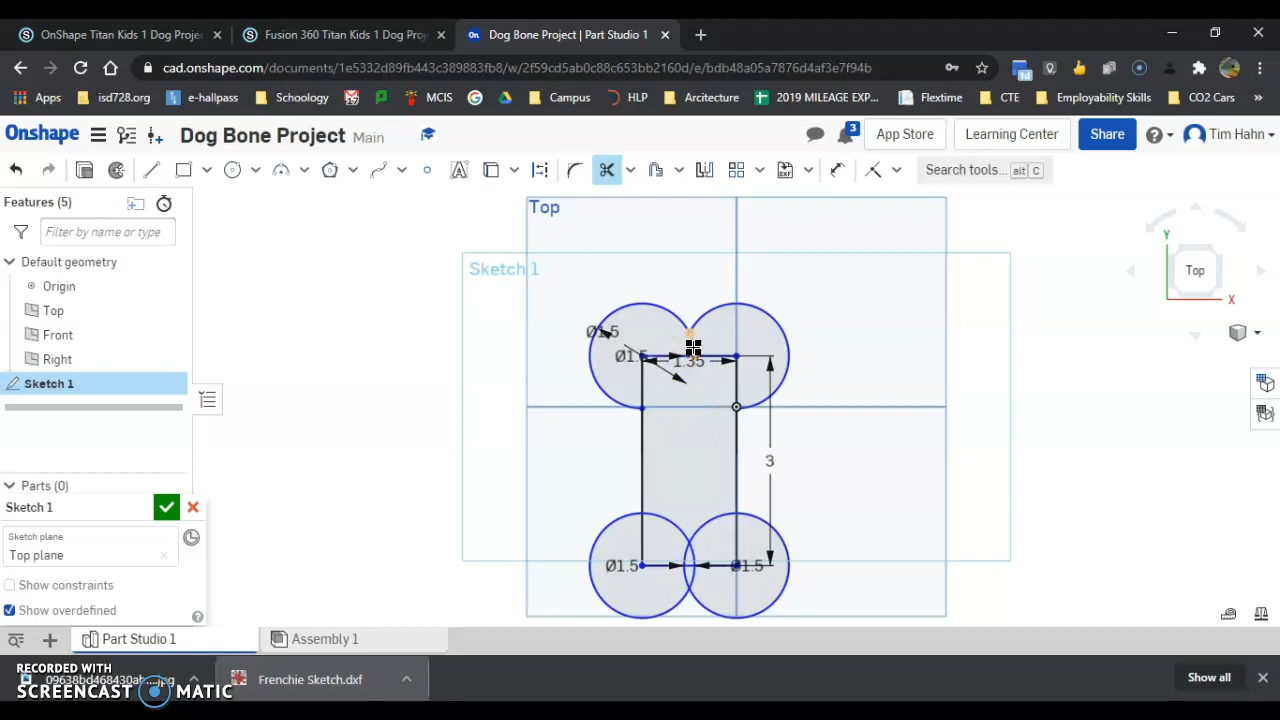 OnShape Titan Kids 1 Dog Proje
Fusion 360 Titan Kids 1 Dog Pro
Dog Bone Project | Part Studio 1
cad.onshape.com/documents/1e5332d89fb443c389883fb8/w/2f59cd5ab0c88c653bb2160d/e/bdb48a05a7876d4af3e7f94b
1d
Apps
isd728.org
e-hallpass
Schoology
MCIS
Campus
HLP
Arcitecture
2019 MILEAGE EXP...
Flextime
CTE
Employability Skills
CO2 Cars
»
Onshape
Dog Bone Project Main
3
App Store
Learning Center
Share
Tim Hahn
Search tools... alt C
Features (5)
Filter by name or type
Default geometry
Origin
Top
Front
Right
Sketch 1
Parts (0)
Sketch 1
Sketch plane
Top plane
Show constraints
Show overdefined
Top
Sketch 1
Ø1.5
Ø1.5
1.35
3
Ø1.5
Ø1.5
Y
Top
X
Part Studio 1
Assembly 1
RECORDED WITH
SCREENCAST MATIC
Frenchie Sketch.dxf
Show all